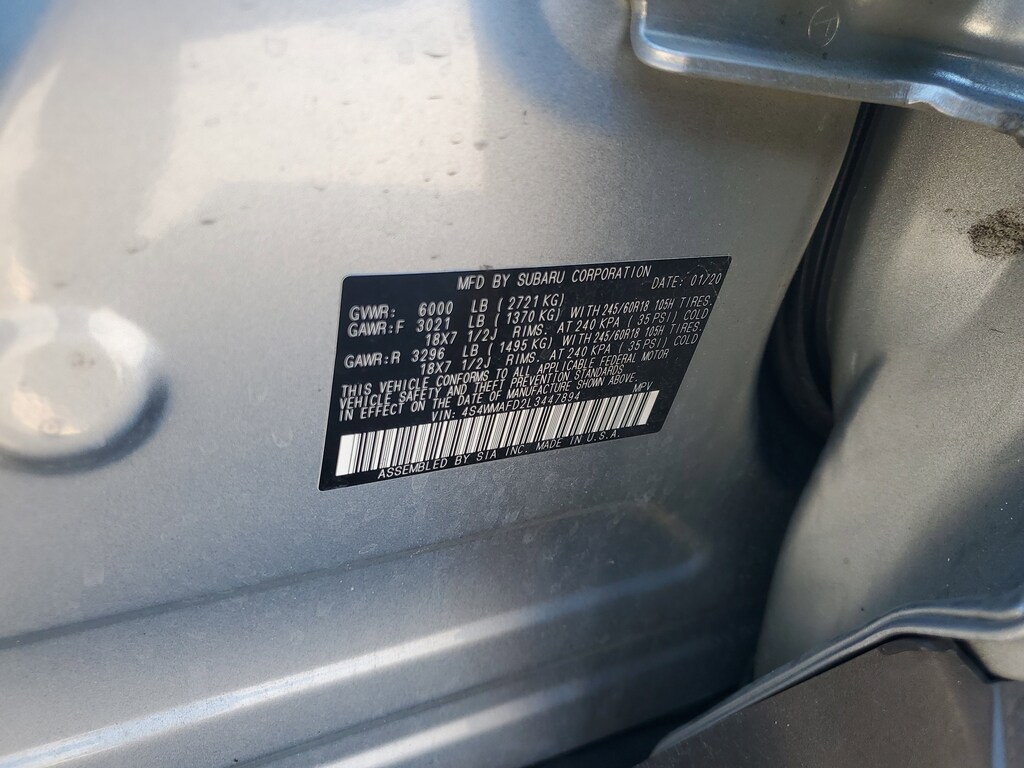 MFD BY SUBARU CORPORATION DATE: 01/20
GVWR: 6000 LB ( 2721 KG)
GAWR:F 3021 LB ( 1370 KG) WITH 245/60R18 105H TIRES.
18X7 1/2J RIMS. AT 240 KPA ( 35 PSI) COLD
GAWR:R 3296 LB ( 1495 KG) WITH 245/60R18 105H TIRES.
18X7 1/2J RIMS. AT 240 KPA ( 35 PSI) COLD
THIS VEHICLE CONFORMS TO ALL APPLICABLE FEDERAL MOTOR
VEHICLE SAFETY AND THEFT PREVENTION STANDARDS
IN EFFECT ON THE DATE OF MANUFACTURE SHOWN ABOVE.
VIN: 4S4WMAFD2L3447894 MPV
ASSEMBLED BY SIA INC. MADE IN U.S.A.